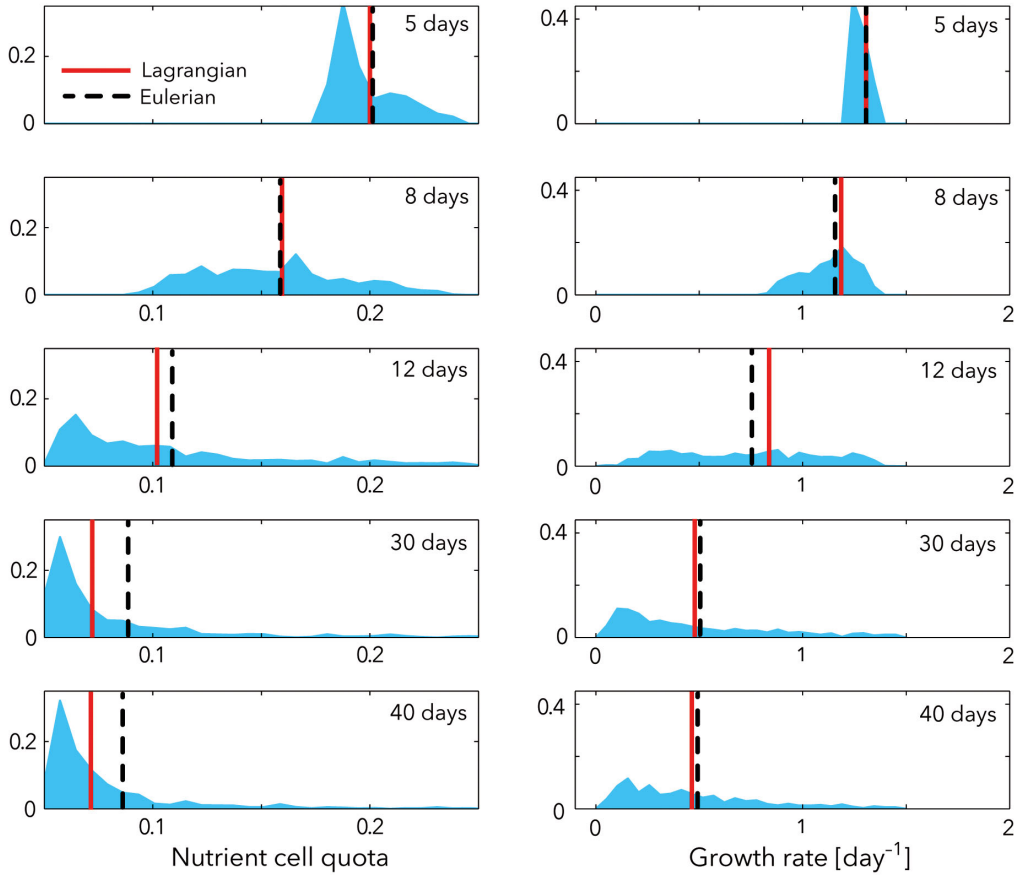 5 days
5 days
0.2
0.4
Lagrangian
Eulerian
0
0
8 days
8 days
0.2
0.4
0
0
0.1 0.2
0 1 2
12 days
12 days
0.2
0.4
0
0
0.1 0.2
0 1 2
30 days
30 days
0.2
0.4
0
0
0.1 0.2
0 1 2
40 days
40 days
0.2
0.4
0
0
0.1 0.2
0 1 2
Nutrient cell quota
Growth rate [day⁻¹]